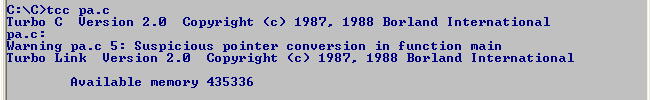 C:\C>tcc pa.c
Turbo C  Version 2.0  Copyright (c) 1987, 1988 Borland International
pa.c:
Warning pa.c 5: Suspicious pointer conversion in function main
Turbo Link  Version 2.0  Copyright (c) 1987, 1988 Borland International
Available memory 435336